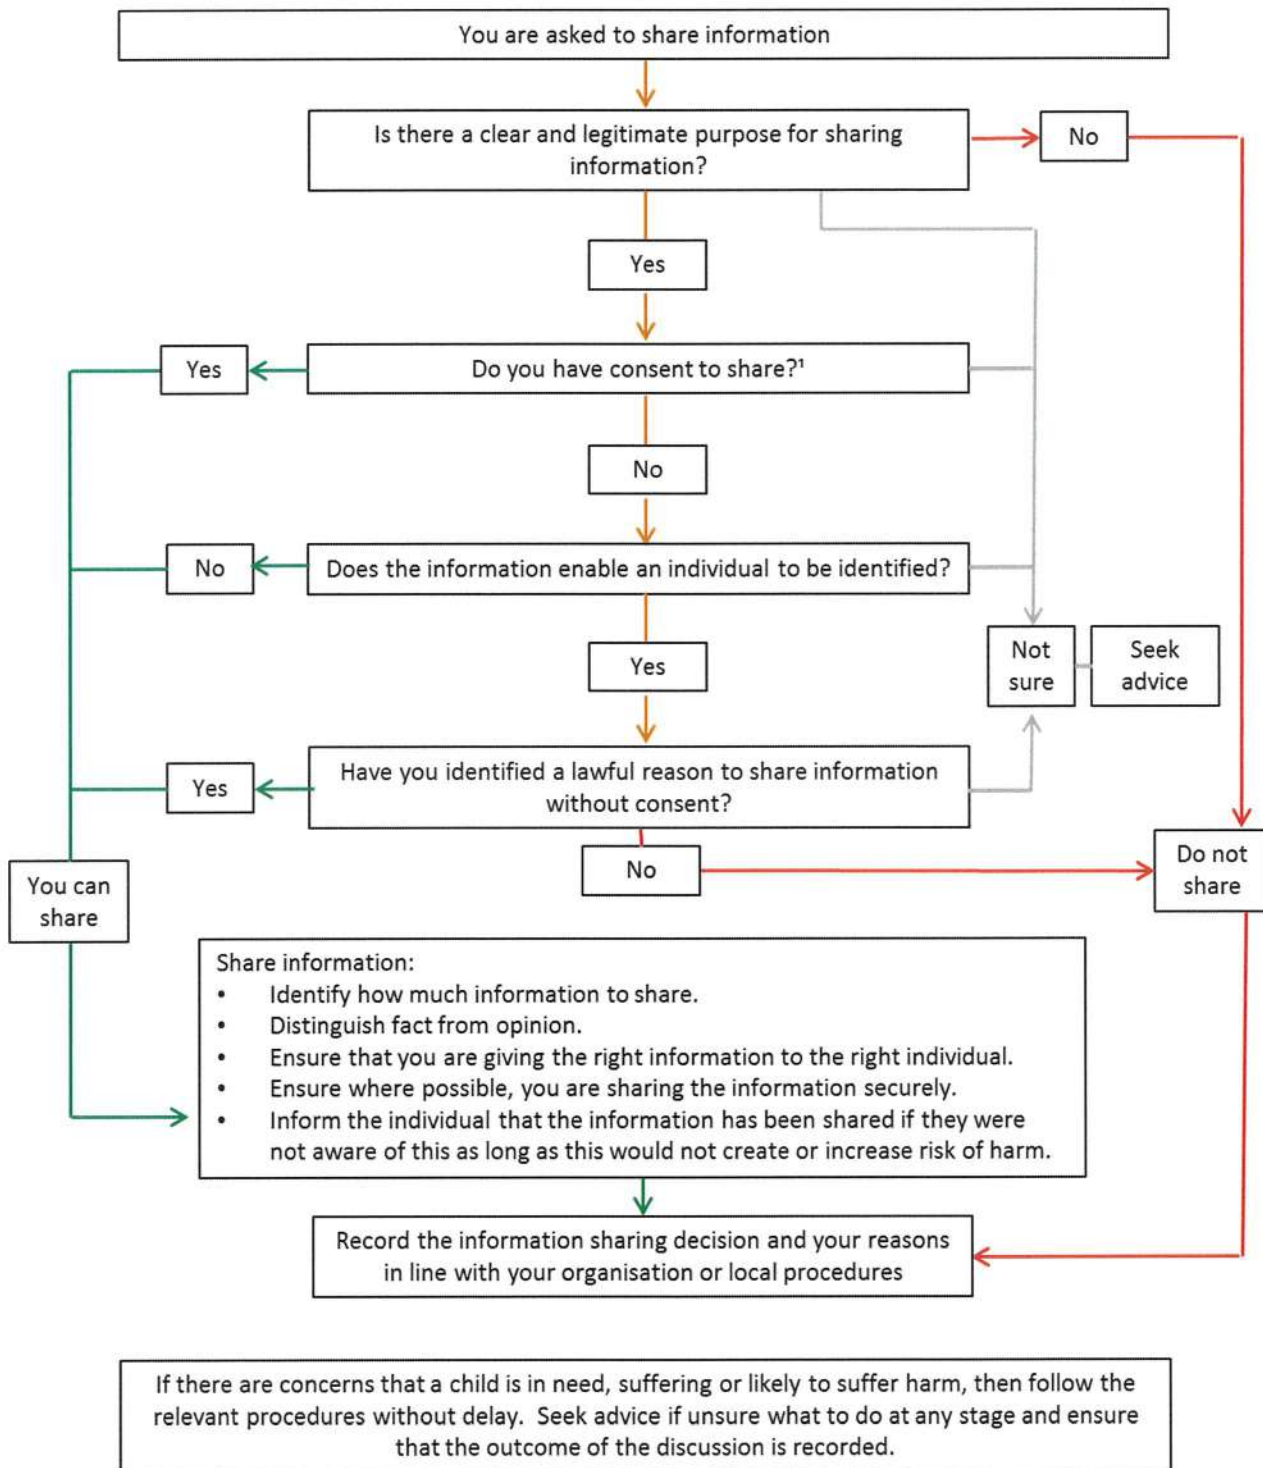 You are asked to share information
Is there a clear and legitimate purpose for sharing
information?
No
Yes
Yes
Do you have consent to share?¹
No
No
Does the information enable an individual to be identified?
Yes
Not
sure
Seek
advice
Yes
Have you identified a lawful reason to share information
without consent?
No
Do not
share
You can
share
Share information:
• Identify how much information to share.
• Distinguish fact from opinion.
• Ensure that you are giving the right information to the right individual.
• Ensure where possible, you are sharing the information securely.
• Inform the individual that the information has been shared if they were
not aware of this as long as this would not create or increase risk of harm.
Record the information sharing decision and your reasons
in line with your organisation or local procedures
If there are concerns that a child is in need, suffering or likely to suffer harm, then follow the
relevant procedures without delay. Seek advice if unsure what to do at any stage and ensure
that the outcome of the discussion is recorded.